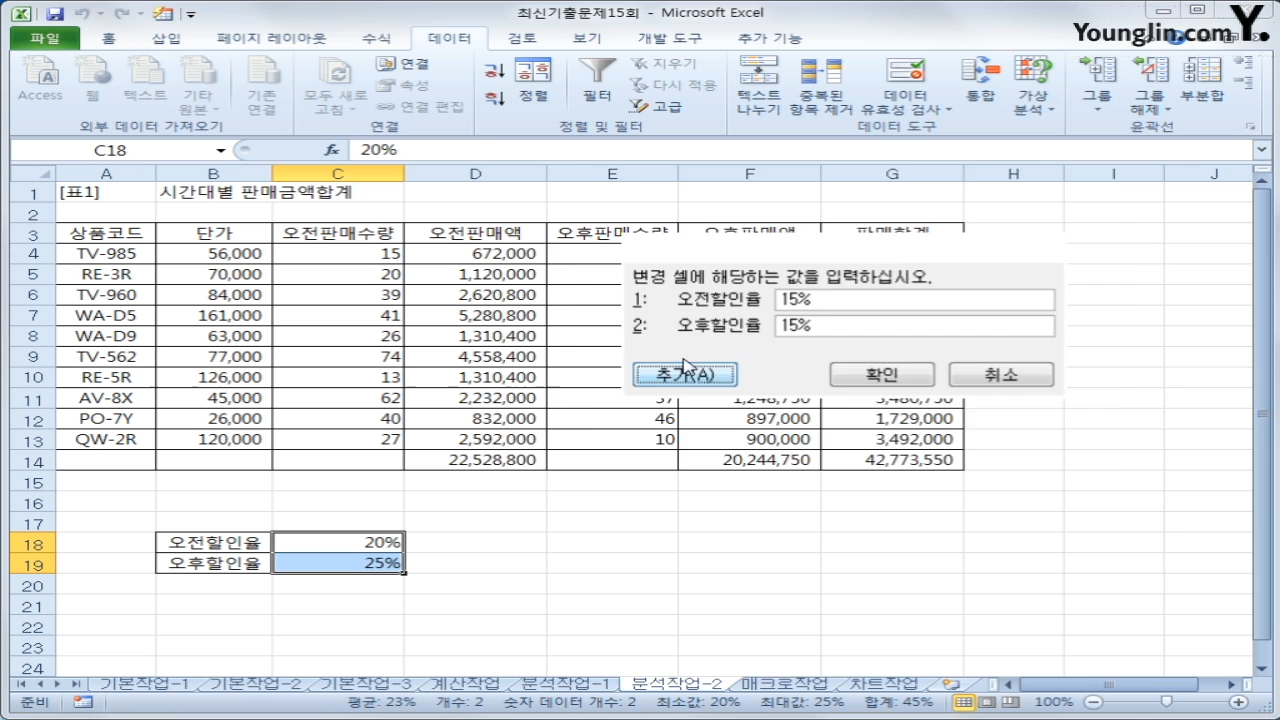 최신기출문제15회 - Microsoft Excel
Younglin.com Y.
파일 홈 삽입 페이지 레이아웃 수식 데이터 검토 보기 개발 도구 추가 기능
Access 웹 텍스트 기타 원본 기존 연결
모두 새로 고침 연결 속성 연결 편집
정렬 필터 지우기 다시 적용 고급
텍스트 나누기 중복된 항목 제거 데이터 유효성 검사 통합 가상 분석
그룹 그룹 해제 부분합
외부 데이터 가져오기 연결 정렬 및 필터 데이터 도구 윤곽선
C18 fx 20%
A B C D E F G H I J
1 [표1] 시간대별 판매금액합계
2
3 상품코드 단가 오전판매수량 오전판매액 오후판매수량 오후판매액 판매합계
4 TV-985 56,000 15 672,000
5 RE-3R 70,000 20 1,120,000
6 TV-960 84,000 39 2,620,800
7 WA-D5 161,000 41 5,280,800
8 WA-D9 63,000 26 1,310,400
9 TV-562 77,000 74 4,558,400
10 RE-5R 126,000 13 1,310,400
11 AV-8X 45,000 62 2,232,000 37 1,248,750 3,480,750
12 PO-7Y 26,000 40 832,000 46 897,000 1,729,000
13 QW-2R 120,000 27 2,592,000 10 900,000 3,492,000
14 22,528,800 20,244,750 42,773,550
변경 셀에 해당하는 값을 입력하십시오.
1: 오전할인율 15%
2: 오후할인율 15%
추가(A) 확인 취소
15
16
17
18 오전할인율 20%
19 오후할인율 25%
20
21
22
23
24
기본작업-1 기본작업-2 기본작업-3 계산작업 분석작업-1 분석작업-2 매크로작업 차트작업
준비 평균: 23% 개수: 2 숫자 데이터 개수: 2 최소값: 20% 최대값: 25% 합계: 45% 100%